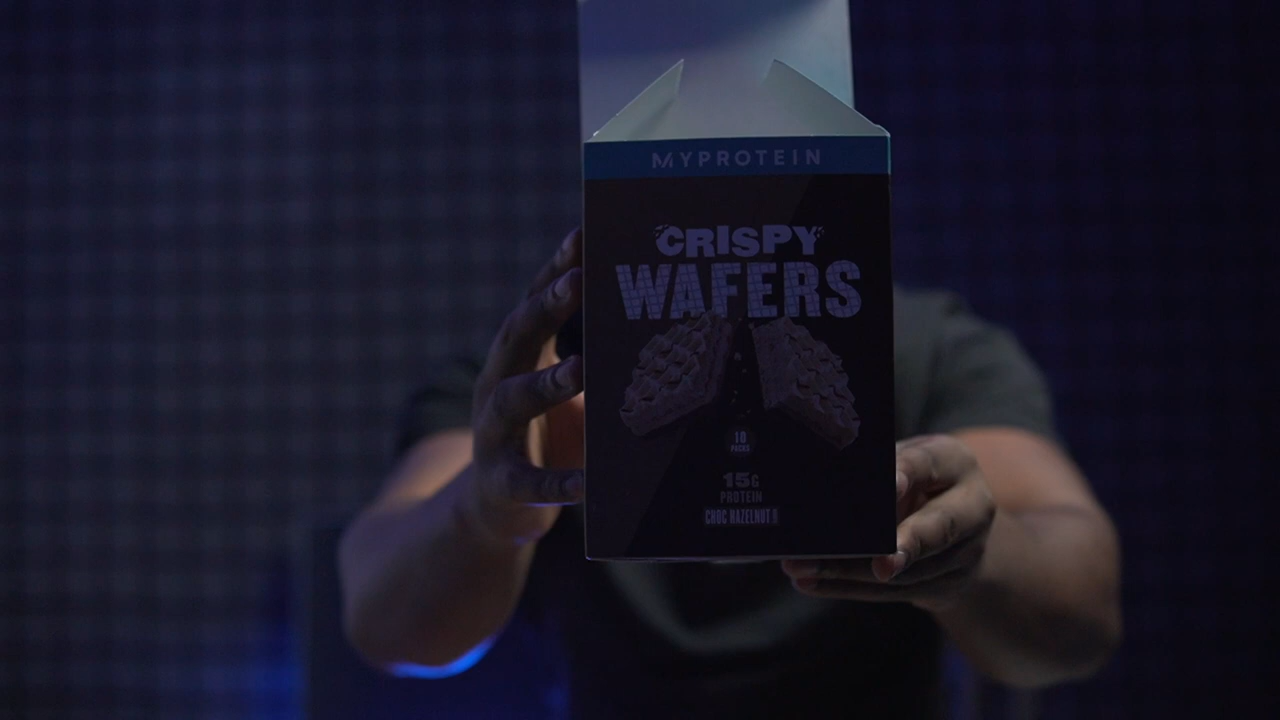 MYPROTEIN
CRISPY
WAFERS
10
PACKS
15G
PROTEIN
CHOC HAZELNUT